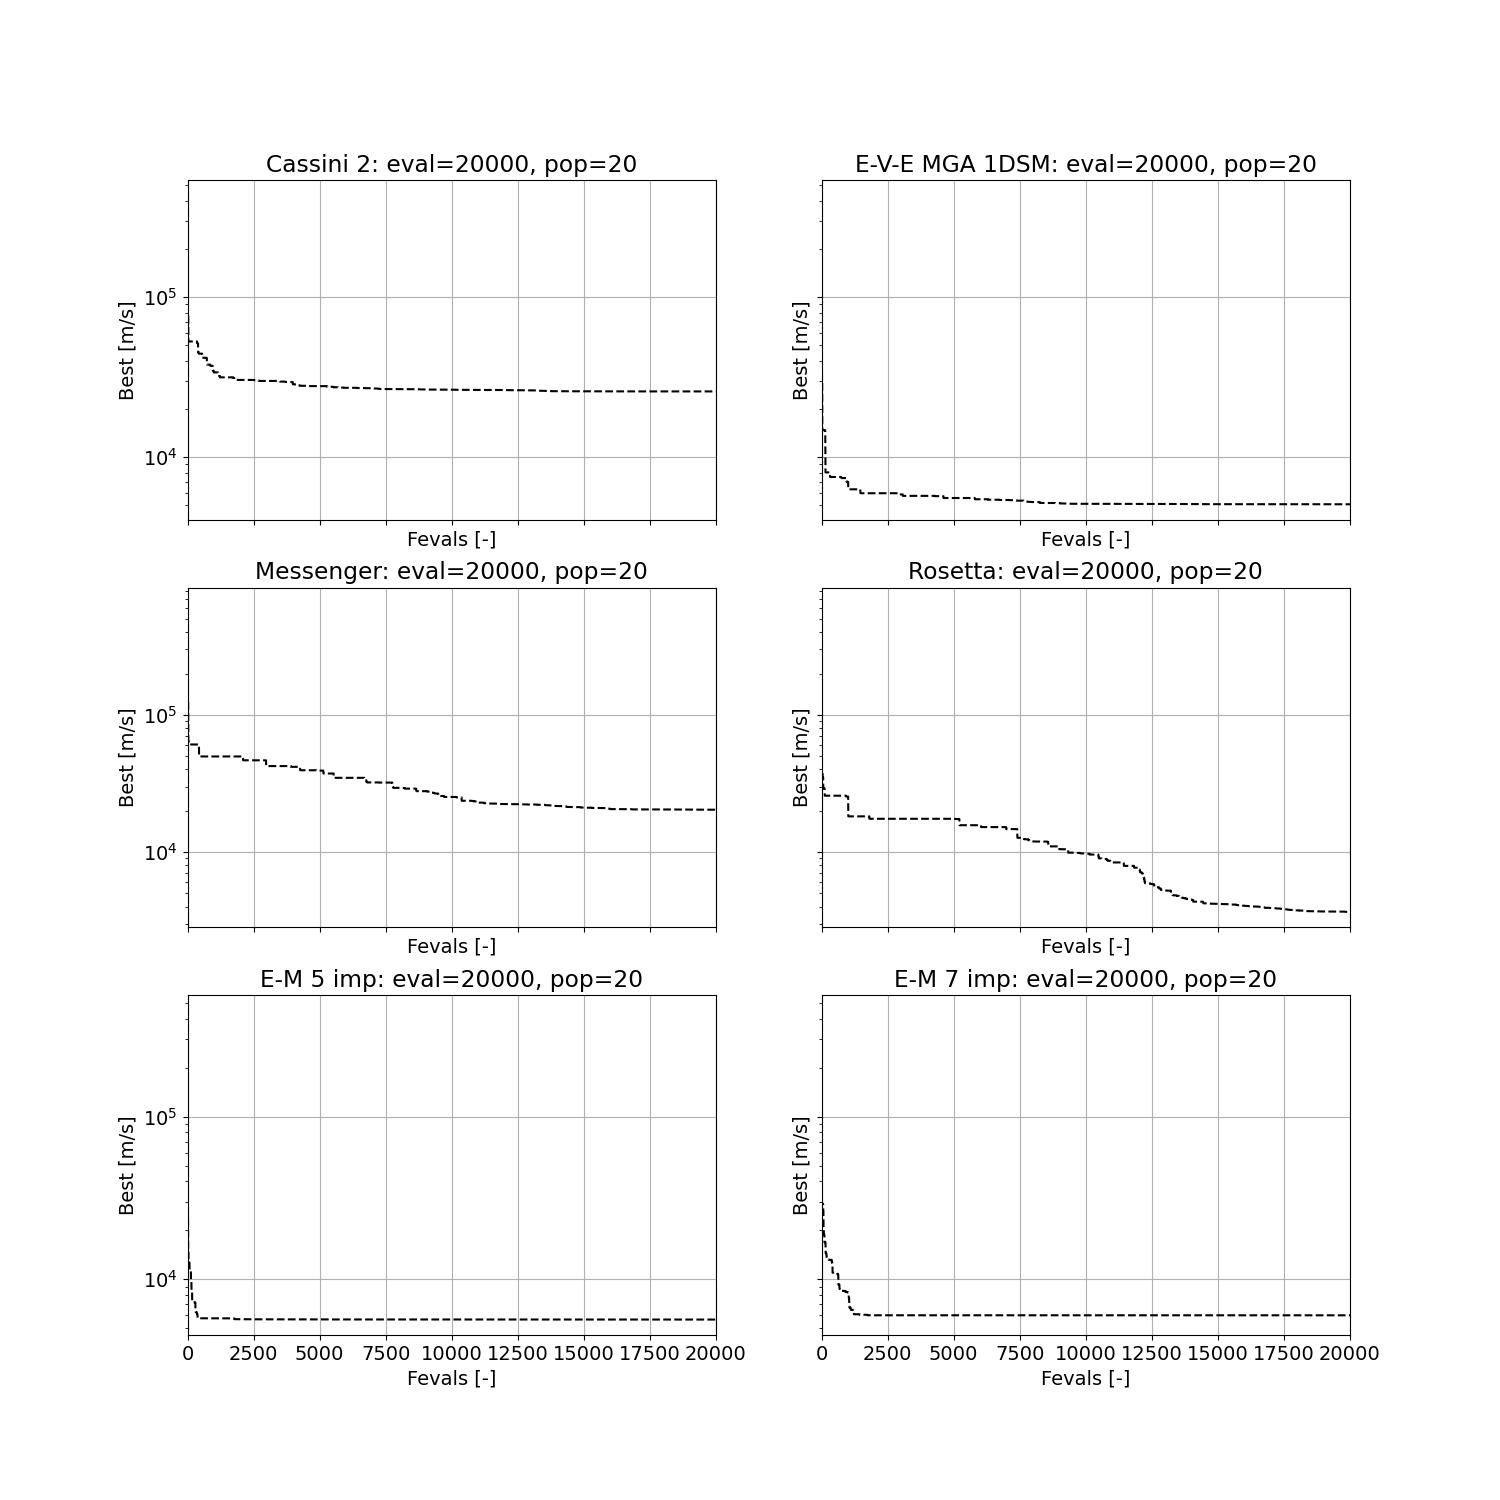 Cassini 2: eval=20000, pop=20
E-V-E MGA 1DSM: eval=20000, pop=20
Best [m/s]
10^5
10^4
Fevals [-]
Best [m/s]
Fevals [-]
Messenger: eval=20000, pop=20
Rosetta: eval=20000, pop=20
Best [m/s]
10^5
10^4
Fevals [-]
Best [m/s]
Fevals [-]
E-M 5 imp: eval=20000, pop=20
E-M 7 imp: eval=20000, pop=20
Best [m/s]
10^5
10^4
0 2500 5000 7500 10000 12500 15000 17500 20000
Fevals [-]
Best [m/s]
0 2500 5000 7500 10000 12500 15000 17500 20000
Fevals [-]